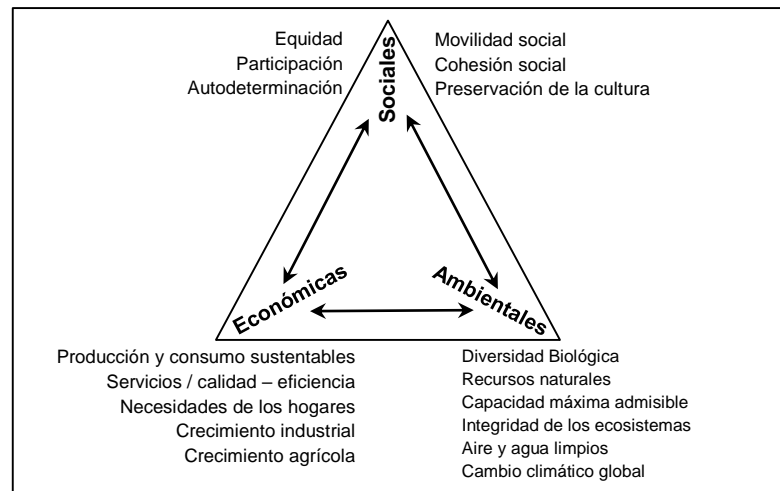 Equidad
Participación
Autodeterminación
Movilidad social
Cohesión social
Preservación de la cultura
Sociales
Económicas
Ambientales
Producción y consumo sustentables
Servicios / calidad – eficiencia
Necesidades de los hogares
Crecimiento industrial
Crecimiento agrícola
Diversidad Biológica
Recursos naturales
Capacidad máxima admisible
Integridad de los ecosistemas
Aire y agua limpios
Cambio climático global